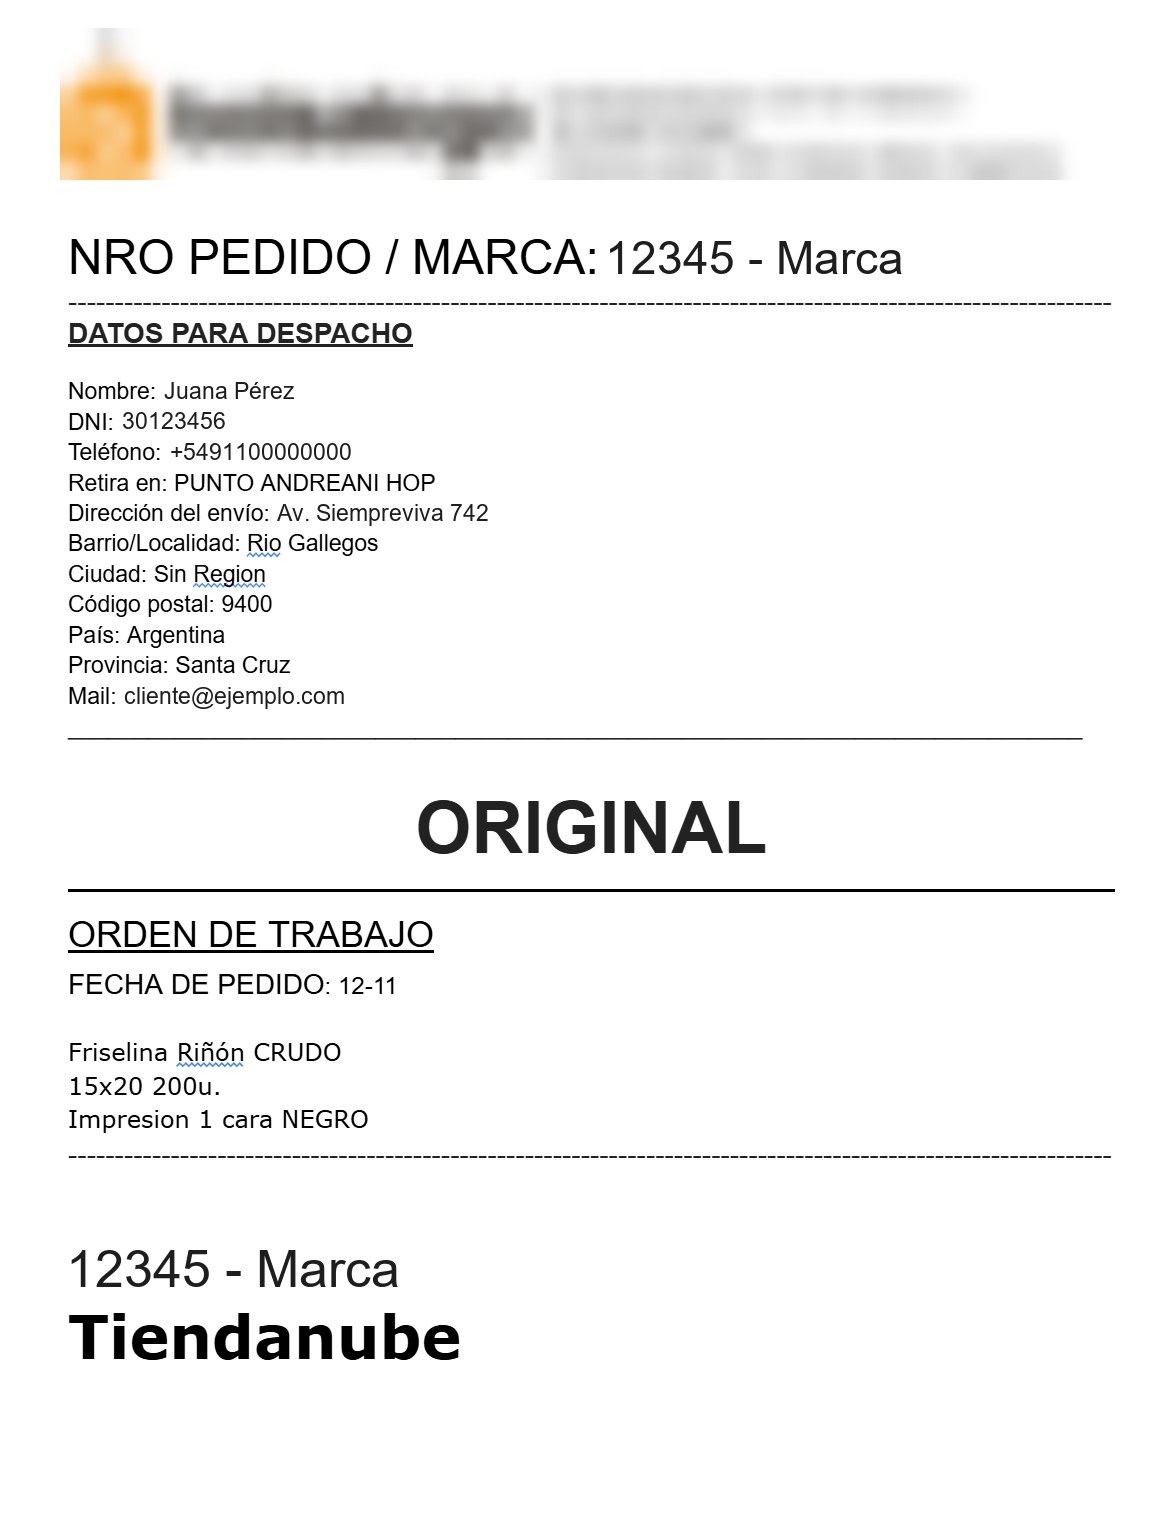 NRO PEDIDO / MARCA: 12345 - Marca
DATOS PARA DESPACHO
Nombre: Juana Pérez
DNI: 30123456
Teléfono: +5491100000000
Retira en: PUNTO ANDREANI HOP
Dirección del envío: Av. Siempreviva 742
Barrio/Localidad: Rio Gallegos
Ciudad: Sin Region
Código postal: 9400
País: Argentina
Provincia: Santa Cruz
Mail: cliente@ejemplo.com
ORIGINAL
ORDEN DE TRABAJO
FECHA DE PEDIDO: 12-11
Friselina Riñón CRUDO
15x20 200u.
Impresion 1 cara NEGRO
12345 - Marca
Tiendanube